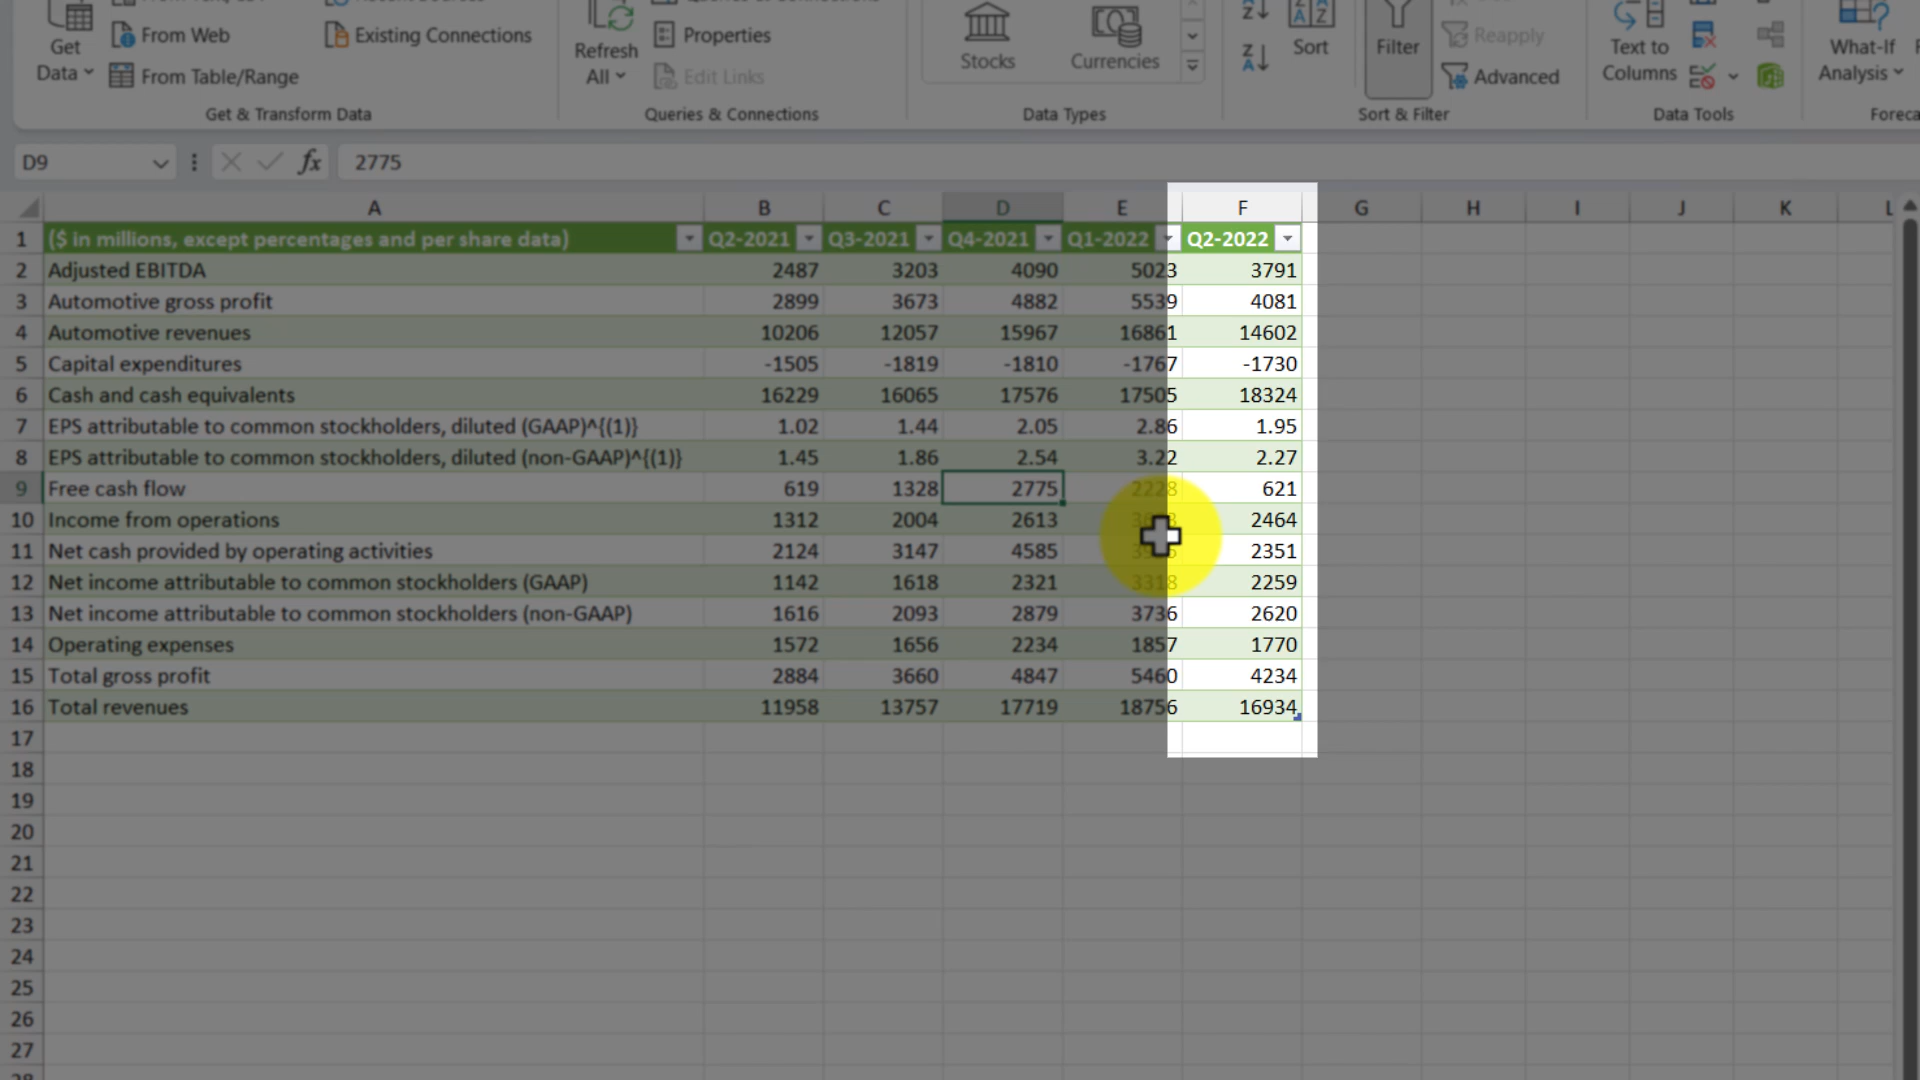 Get Data
From Web
Existing Connections
From Table/Range
Get & Transform Data
Refresh All
Properties
Edit Links
Queries & Connections
Stocks
Currencies
Data Types
Sort
Filter
Reapply
Advanced
Sort & Filter
Text to Columns
Data Tools
What-If Analysis
D9 fx 2775
A B C D E F G H I J K L
1 ($ in millions, except percentages and per share data) Q2-2021 Q3-2021 Q4-2021 Q1-2022 Q2-2022
2 Adjusted EBITDA 2487 3203 4090 5023 3791
3 Automotive gross profit 2899 3673 4882 5539 4081
4 Automotive revenues 10206 12057 15967 16861 14602
5 Capital expenditures -1505 -1819 -1810 -1767 -1730
6 Cash and cash equivalents 16229 16065 17576 17505 18324
7 EPS attributable to common stockholders, diluted (GAAP)^{(1)} 1.02 1.44 2.05 2.86 1.95
8 EPS attributable to common stockholders, diluted (non-GAAP)^{(1)} 1.45 1.86 2.54 3.22 2.27
9 Free cash flow 619 1328 2775 2228 621
10 Income from operations 1312 2004 2613 2464
11 Net cash provided by operating activities 2124 3147 4585 2351
12 Net income attributable to common stockholders (GAAP) 1142 1618 2321 3318 2259
13 Net income attributable to common stockholders (non-GAAP) 1616 2093 2879 3736 2620
14 Operating expenses 1572 1656 2234 1857 1770
15 Total gross profit 2884 3660 4847 5460 4234
16 Total revenues 11958 13757 17719 18756 16934
17
18
19
20
21
22
23
24
25
26
27